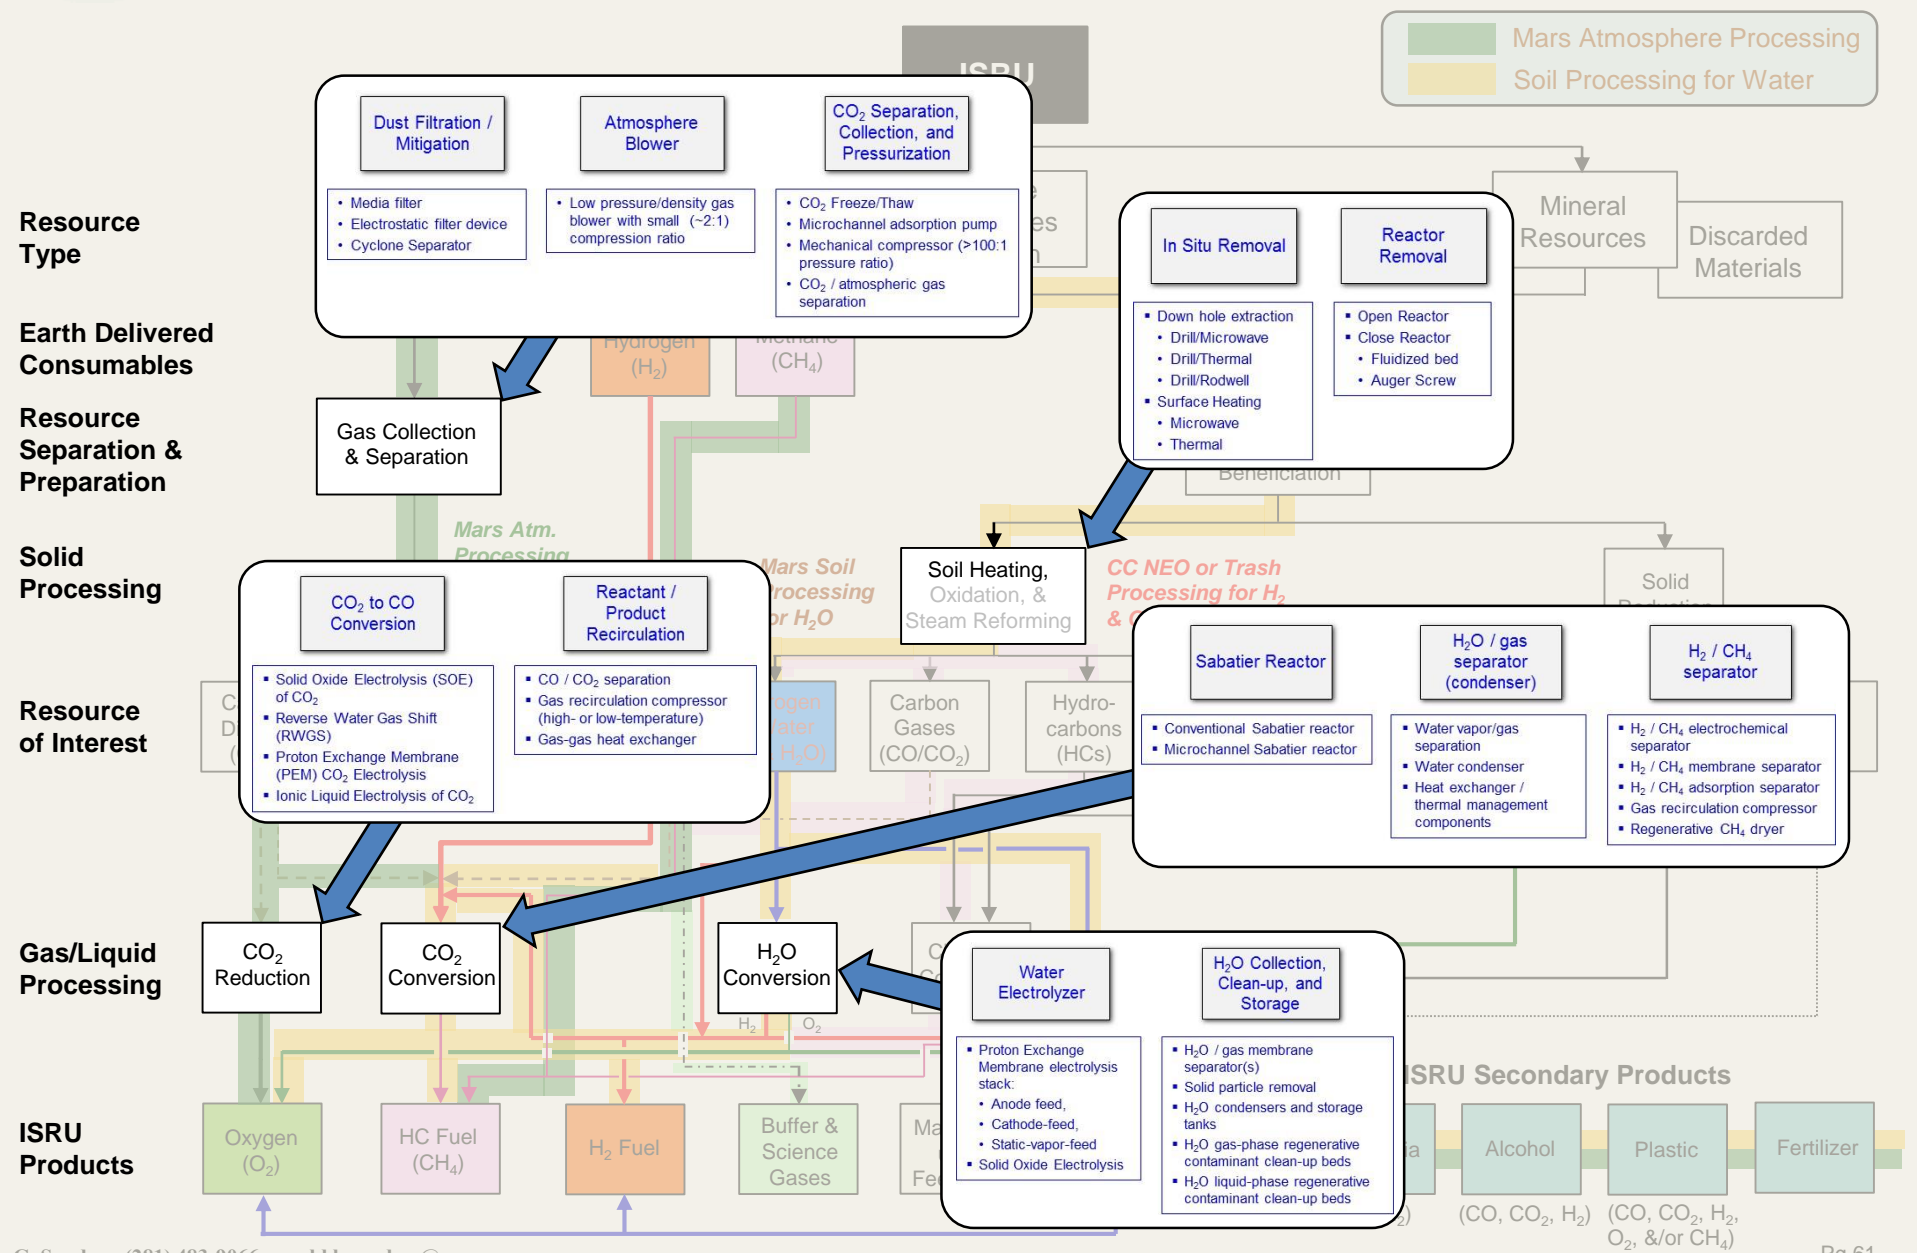 ISRU
Mars Atmosphere Processing
Soil Processing for Water
Dust Filtration /
Mitigation
Media filter
Electrostatic filter device
Cyclone Separator
Atmosphere
Blower
Low pressure/density gas
blower with small (~2:1)
compression ratio
CO₂ Separation,
Collection, and
Pressurization
CO₂ Freeze/Thaw
Microchannel adsorption pump
Mechanical compressor (>100:1
pressure ratio)
CO₂ / atmospheric gas
separation
Resource
Type
In Situ Removal
Down hole extraction
Drill/Microwave
Drill/Thermal
Drill/Rodwell
Surface Heating
Microwave
Thermal
Reactor
Removal
Open Reactor
Close Reactor
Fluidized bed
Auger Screw
Mineral
Resources
Discarded
Materials
Earth Delivered
Consumables
Hydrogen
(H₂)
Methane
(CH₄)
Resource
Separation &
Preparation
Gas Collection
& Separation
Beneficiation
Solid
Processing
Mars Atm.
Processing
Mars Soil
Processing
for H₂O
Soil Heating,
Oxidation, &
Steam Reforming
CC NEO or Trash
Processing for H₂
&
Solid
Reduction
CO₂ to CO
Conversion
Solid Oxide Electrolysis (SOE)
of CO₂
Reverse Water Gas Shift
(RWGS)
Proton Exchange Membrane
(PEM) CO₂ Electrolysis
Ionic Liquid Electrolysis of CO₂
Reactant /
Product
Recirculation
CO / CO₂ separation
Gas recirculation compressor
(high- or low-temperature)
Gas-gas heat exchanger
Resource
of Interest
Carbon
Gases
(CO/CO₂)
Hydro-
carbons
(HCs)
Sabatier Reactor
Conventional Sabatier reactor
Microchannel Sabatier reactor
H₂O / gas
separator
(condenser)
Water vapor/gas
separation
Water condenser
Heat exchanger /
thermal management
components
H₂ / CH₄
separator
H₂ / CH₄ electrochemical
separator
H₂ / CH₄ membrane separator
H₂ / CH₄ adsorption separator
Gas recirculation compressor
Regenerative CH₄ dryer
Gas/Liquid
Processing
CO₂
Reduction
CO₂
Conversion
H₂O
Conversion
H₂
O₂
Water
Electrolyzer
Proton Exchange
Membrane electrolysis
stack:
Anode feed,
Cathode-feed,
Static-vapor-feed
Solid Oxide Electrolysis
H₂O Collection,
Clean-up, and
Storage
H₂O / gas membrane
separator(s)
Solid particle removal
H₂O condensers and storage
tanks
H₂O gas-phase regenerative
contaminant clean-up beds
H₂O liquid-phase regenerative
contaminant clean-up beds
ISRU Secondary Products
ISRU
Products
Oxygen
(O₂)
HC Fuel
(CH₄)
H₂ Fuel
Buffer &
Science
Gases
Alcohol
(CO, CO₂, H₂)
Plastic
(CO, CO₂, H₂,
O₂, &/or CH₄)
Fertilizer
Pg 61